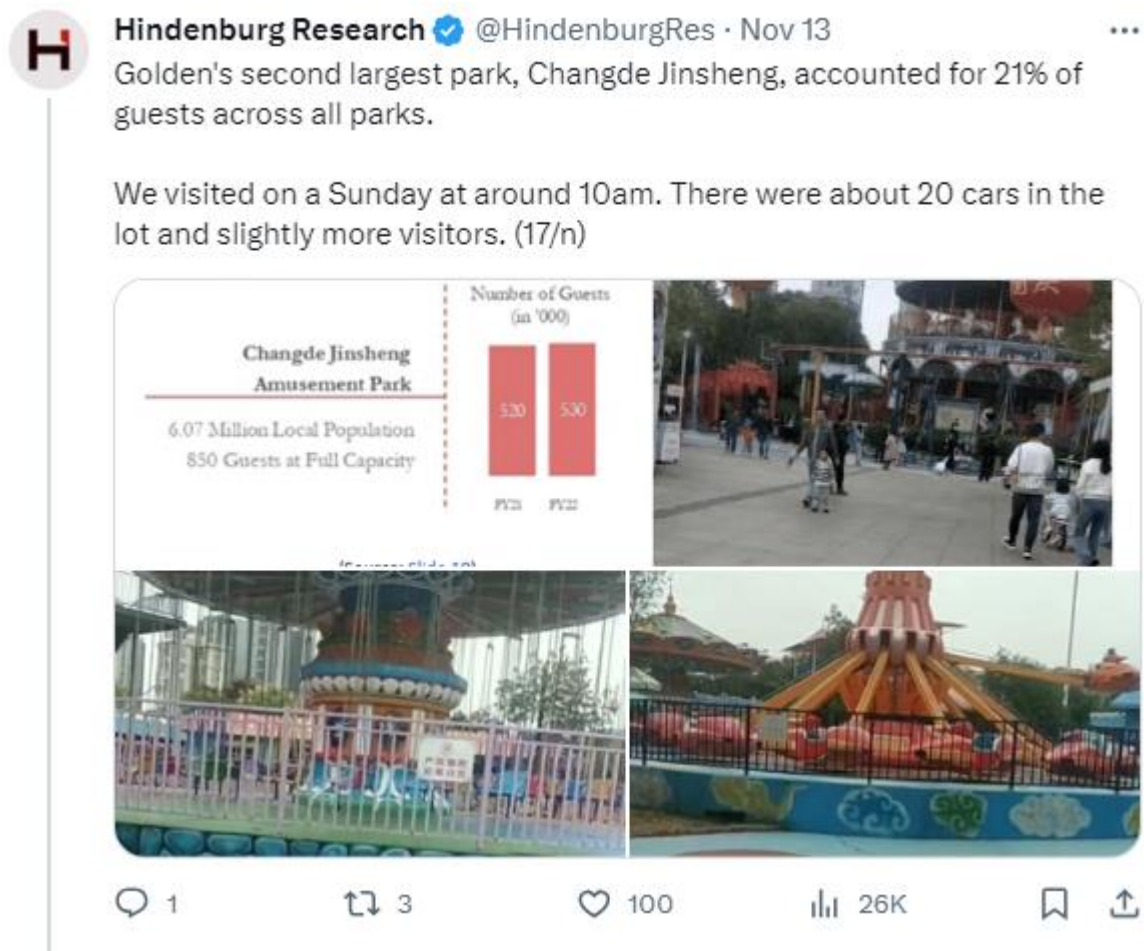 Hindenburg Research @HindenburgRes · Nov 13
Golden's second largest park, Changde Jinsheng, accounted for 21% of
guests across all parks.
We visited on a Sunday at around 10am. There were about 20 cars in the
lot and slightly more visitors. (17/n)
Number of Guests
(in '000)
Changde Jinsheng
Amusement Park
6.07 Million Local Population
850 Guests at Full Capacity
520 530
FY21 FY22
1 3 100 26K